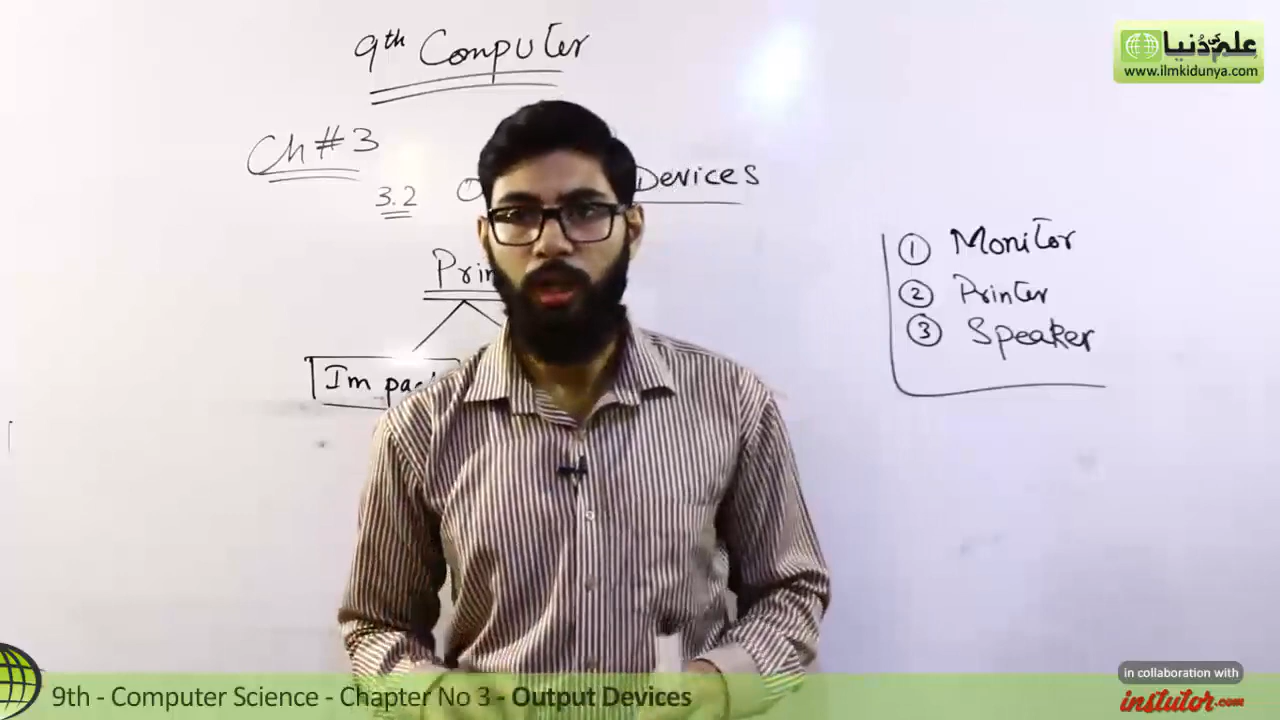 9th Computer
علم کی دنیا
www.ilmkidunya.com
Ch # 3
3.2 Devices
① Monitor
② Printer
③ Speaker
in collaboration with
instutor.com
9th - Computer Science - Chapter No 3 - Output Devices